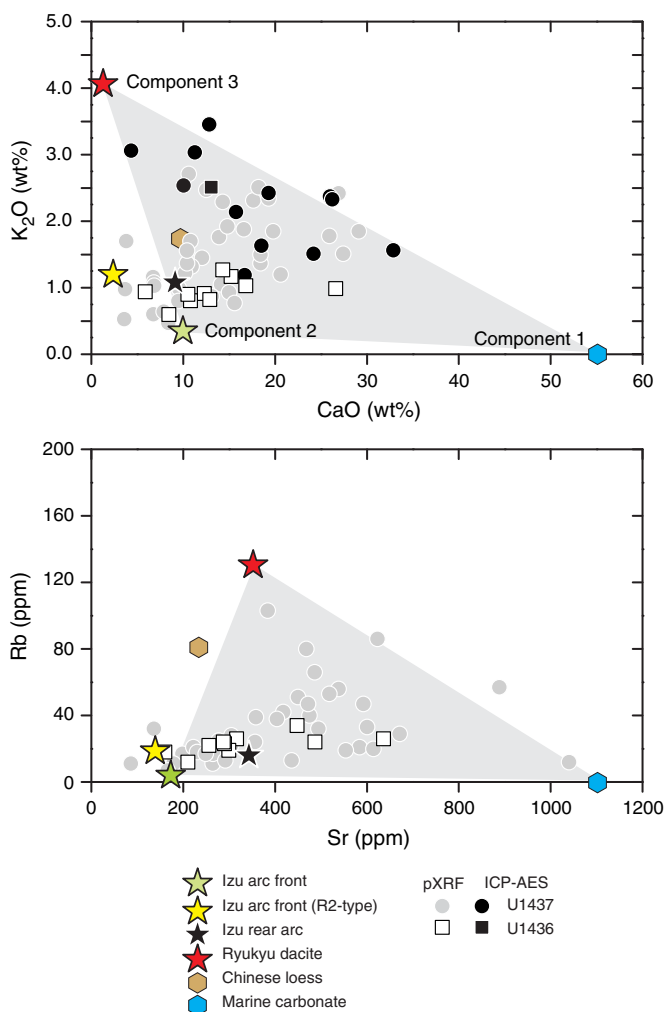 5.0
4.0
3.0
2.0
1.0
0.0
K2O (wt%)
Component 3
Component 2
Component 1
0 10 20 30 40 50 60
CaO (wt%)
200
160
120
80
40
0
Rb (ppm)
0 200 400 600 800 1000 1200
Sr (ppm)
Izu arc front
Izu arc front (R2-type)
Izu rear arc
Ryukyu dacite
Chinese loess
Marine carbonate
pXRF ICP-AES
U1437
U1436